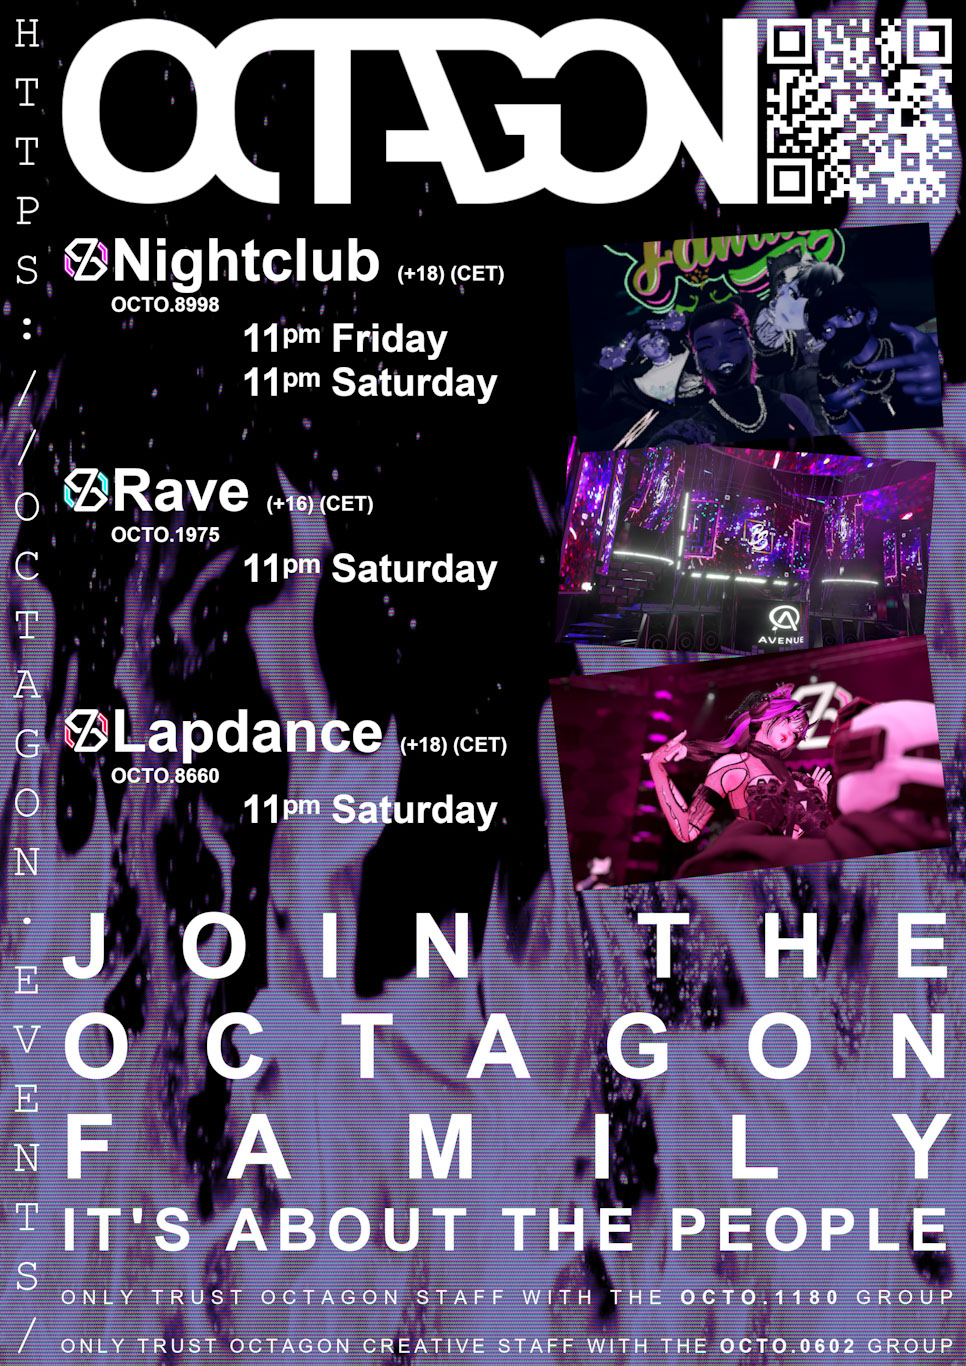 HTTPS://OCTAGON.EVENTS/
OCTAGON
Nightclub (+18) (CET)
OCTO.8998
11pm Friday
11pm Saturday
Family
Rave (+16) (CET)
OCTO.1975
11pm Saturday
AVENUE
Lapdance (+18) (CET)
OCTO.8660
11pm Saturday
JOIN THE
OCTAGON
FAMILY
IT'S ABOUT THE PEOPLE
ONLY TRUST OCTAGON STAFF WITH THE OCTO.1180 GROUP
ONLY TRUST OCTAGON CREATIVE STAFF WITH THE OCTO.0602 GROUP